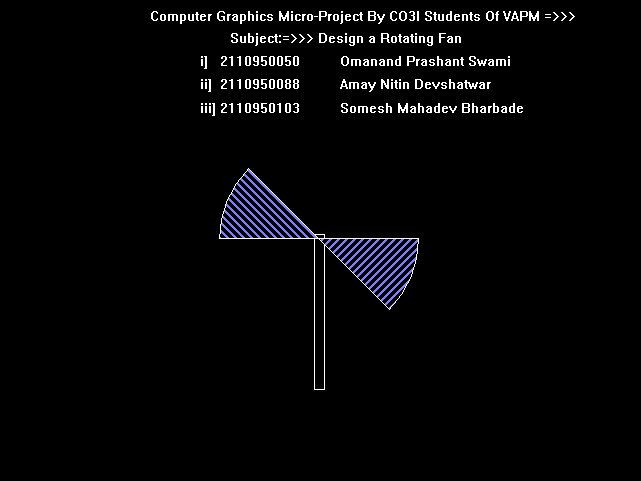 Computer Graphics Micro-Project By CO3I Students Of VAPM =>>>
Subject:=>>> Design a Rotating Fan
i] 2110950050 Omanand Prashant Swami
ii] 2110950088 Amay Nitin Devshatwar
iii] 2110950103 Somesh Mahadev Bharbade